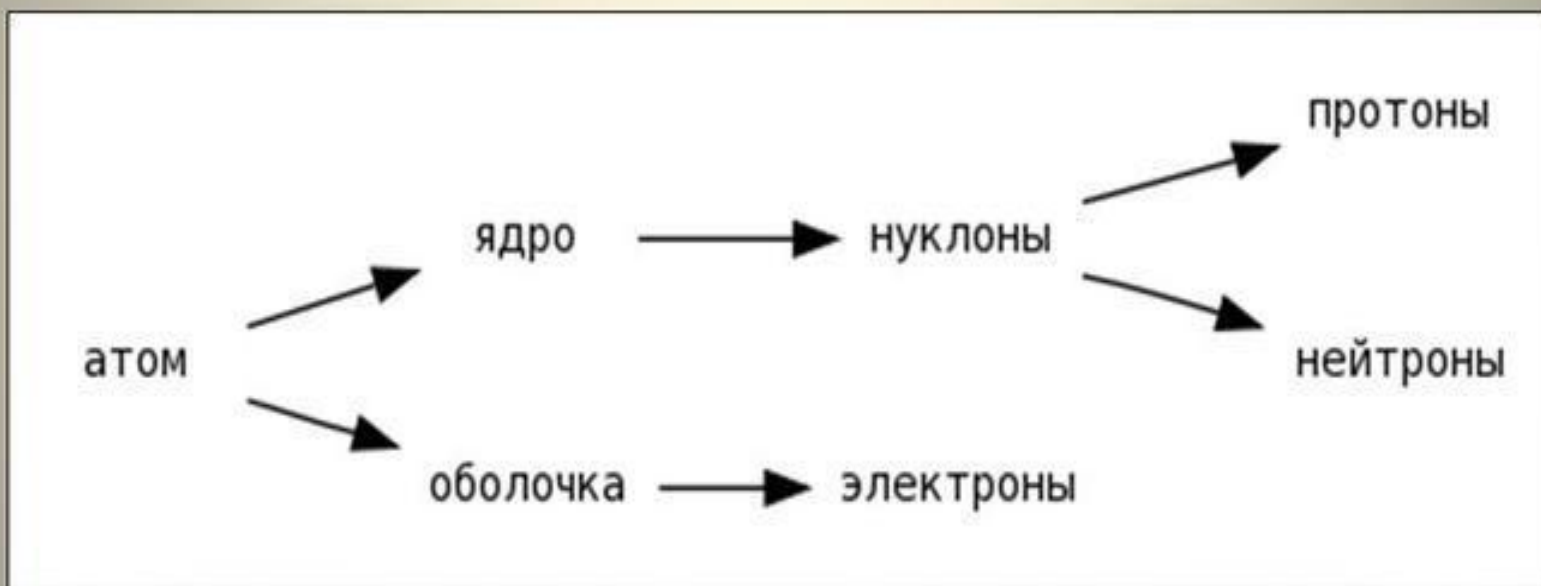 протоны
ядро
нуклоны
атом
нейтроны
оболочка
электроны